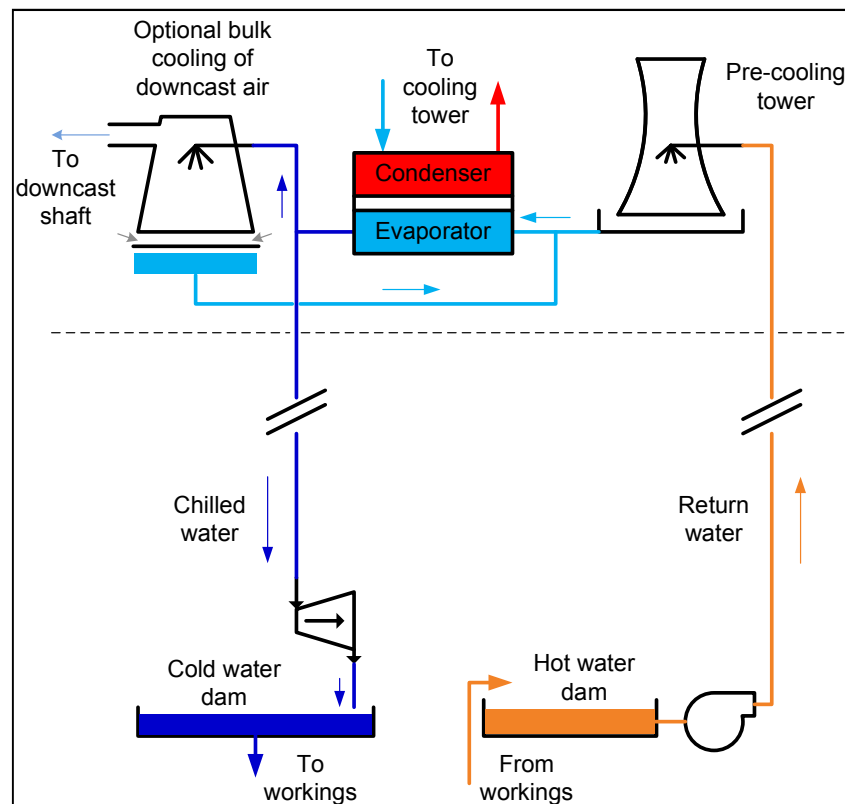 Optional bulk
cooling of
downcast air
To
cooling
tower
Pre-cooling
tower
To
downcast
shaft
Condenser
Evaporator
Chilled
water
Return
water
Cold water
dam
Hot water
dam
To
workings
From
workings